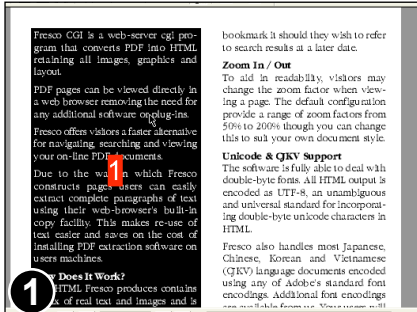 Fresco CGI is a web-server cgi pro-
gram that converts PDF into HTML
retaining all images, graphics and
layout.
PDF pages can be viewed directly in
a web browser removing the need for
any additional software or plug-ins.
Fresco offers visitors a faster alternative
for navigating, searching and viewing
your on-line PDF documents.
Due to the way in which Fresco
constructs pages users can easily
extract complete paragraphs of text
using their web-browser's built-in
copy facility. This makes re-use of
text easier and saves on the cost of
installing PDF extraction software on
users machines.
Does It Work?
HTML Fresco produces contains
of real text and images and is
1
1
bookmark it should they wish to refer
to search results at a later date.
Zoom In / Out
To aid in readability, visitors may
change the zoom factor when view-
ing a page. The default configuration
provide a range of zoom factors from
50% to 200% though you can change
this to suit your own document style.
Unicode & CJKV Support
The software is fully able to deal with
double-byte fonts. All HTML output is
encoded as UTF-8, an unambiguous
and universal standard for incorporat-
ing double-byte unicode characters in
HTML.
Fresco also handles most Japanese,
Chinese, Korean and Vietnamese
(CJKV) language documents encoded
using any of Adobe's standard font
encodings. Additional font encodings
are available from us. Your users will